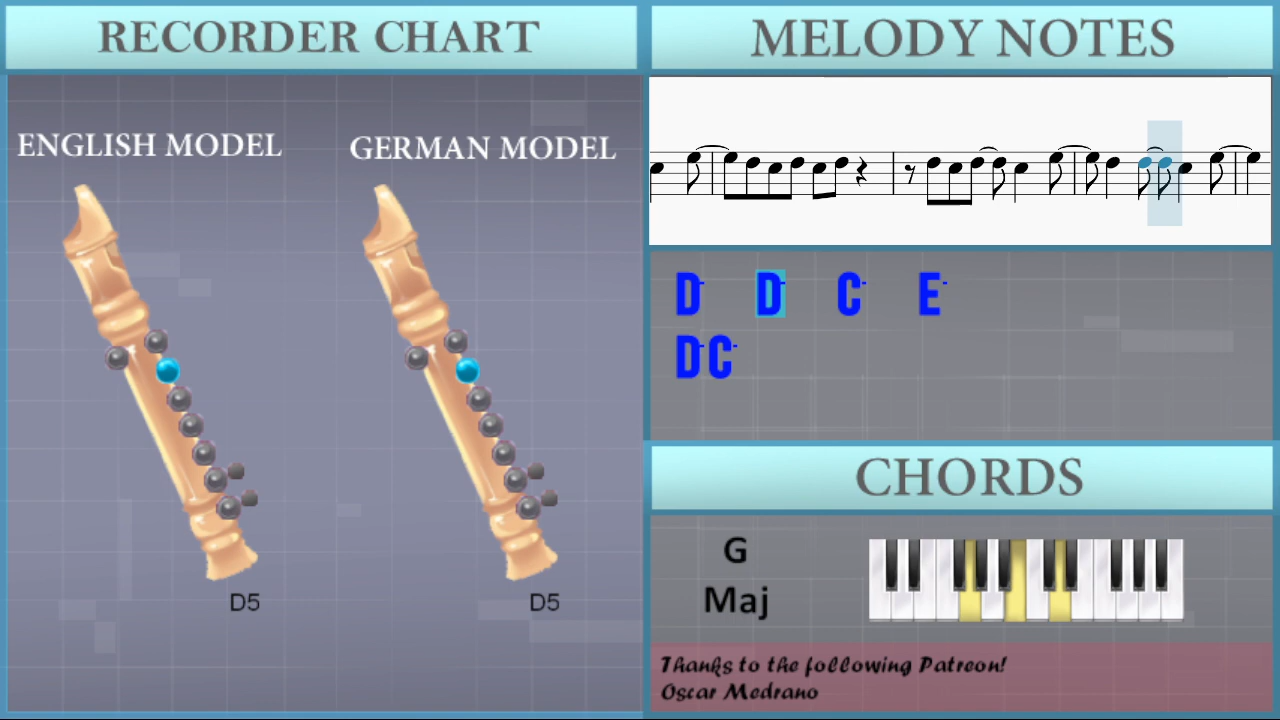 RECORDER CHART
ENGLISH MODEL
GERMAN MODEL
D5
D5
MELODY NOTES
D- D- C- E-
D-C-
CHORDS
G
Maj
Thanks to the following Patreon!
Oscar Medrano